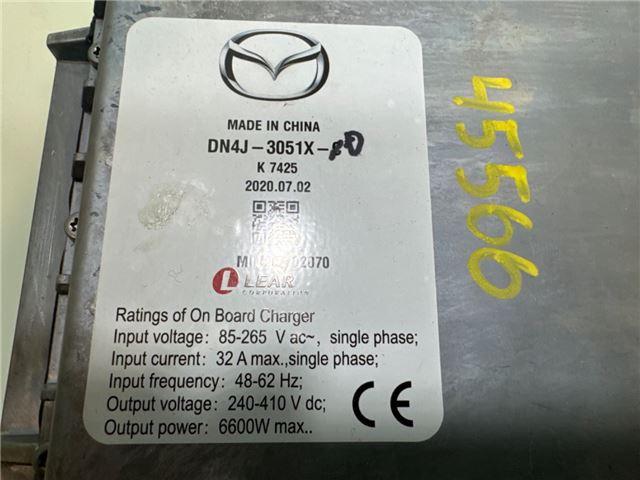 MADE IN CHINA
DN4J-3051X-
K 7425
2020.07.02
LEAR
CORPORATION
Ratings of On Board Charger
Input voltage: 85-265 V ac~, single phase;
Input current: 32 A max.,single phase;
Input frequency: 48-62 Hz;
Output voltage: 240-410 V dc;
Output power: 6600W max..
CE
45566